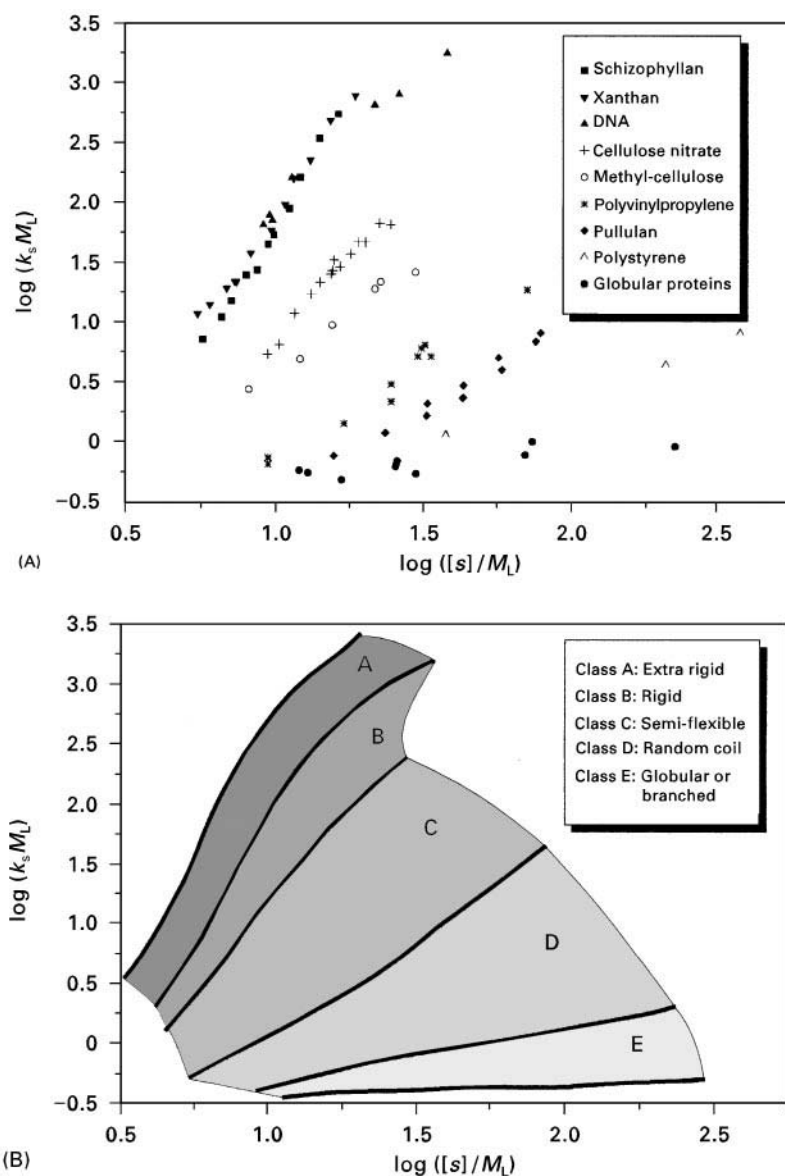 3.5
3.0
2.5
2.0
1.5
1.0
0.5
0
−0.5
log (kₛM_L)
Schizophyllan
Xanthan
DNA
Cellulose nitrate
Methyl-cellulose
Polyvinylpropylene
Pullulan
Polystyrene
Globular proteins
0.5 1.0 1.5 2.0 2.5
log ([s]/M_L)
(A)
3.5
3.0
2.5
2.0
1.5
1.0
0.5
0
−0.5
log (kₛM_L)
A
B
C
D
E
Class A: Extra rigid
Class B: Rigid
Class C: Semi-flexible
Class D: Random coil
Class E: Globular or
branched
0.5 1.0 1.5 2.0 2.5
log ([s]/M_L)
(B)